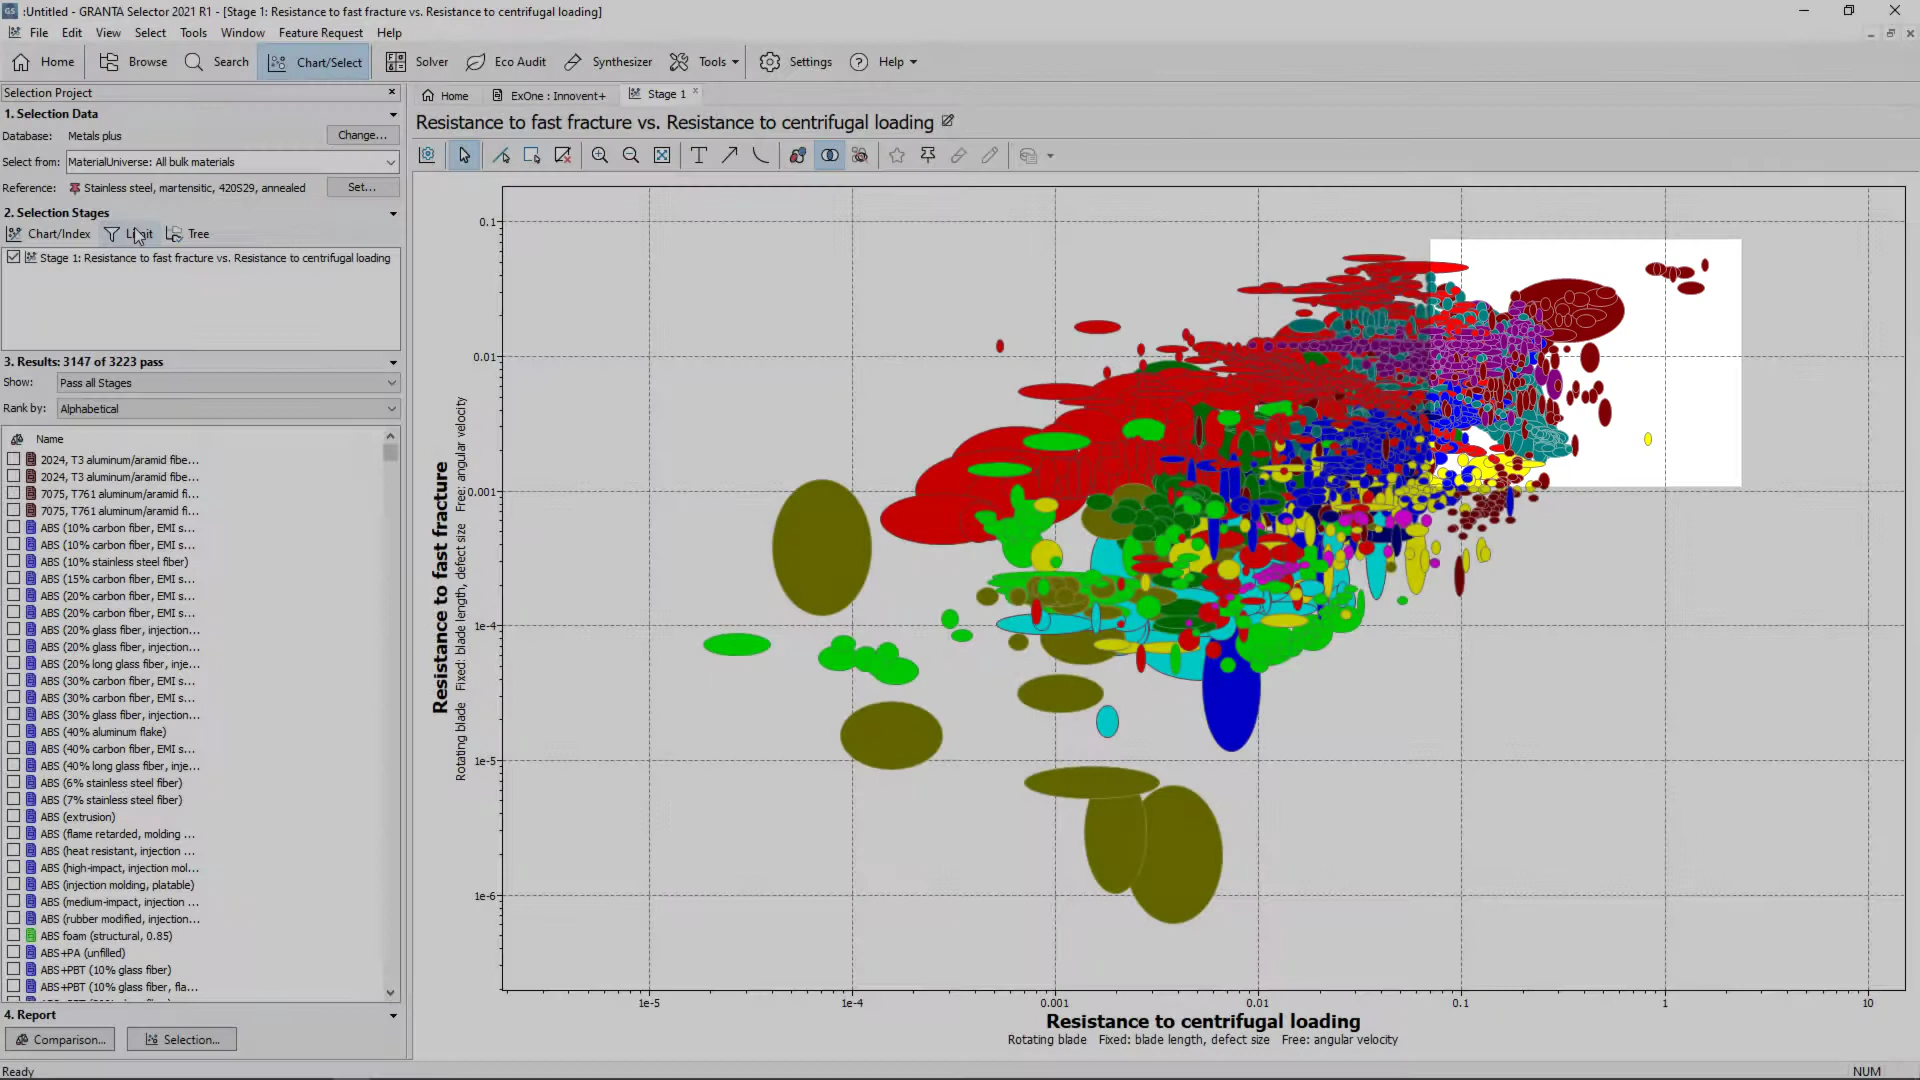 :Untitled - GRANTA Selector 2021 R1 - [Stage 1: Resistance to fast fracture vs. Resistance to centrifugal loading]
File Edit View Select Tools Window Feature Request Help
Home Browse Search Chart/Select Solver Eco Audit Synthesizer Tools Settings Help
Selection Project
1. Selection Data
Database: Metals plus Change...
Select from: MaterialUniverse: All bulk materials
Reference: Stainless steel, martensitic, 420S29, annealed Set...
2. Selection Stages
Chart/Index Limit Tree
Stage 1: Resistance to fast fracture vs. Resistance to centrifugal loading
3. Results: 3147 of 3223 pass
Show: Pass all Stages
Rank by: Alphabetical
Name
2024, T3 aluminum/aramid fibe...
2024, T3 aluminum/aramid fibe...
7075, T761 aluminum/aramid fi...
7075, T761 aluminum/aramid fi...
ABS (10% carbon fiber, EMI s...
ABS (10% carbon fiber, EMI s...
ABS (10% stainless steel fiber)
ABS (15% carbon fiber, EMI s...
ABS (20% carbon fiber, EMI s...
ABS (20% carbon fiber, EMI s...
ABS (20% glass fiber, injection...
ABS (20% glass fiber, injection...
ABS (20% long glass fiber, inje...
ABS (30% carbon fiber, EMI s...
ABS (30% carbon fiber, EMI s...
ABS (30% glass fiber, injection...
ABS (40% aluminum flake)
ABS (40% carbon fiber, EMI s...
ABS (40% long glass fiber, inje...
ABS (6% stainless steel fiber)
ABS (7% stainless steel fiber)
ABS (extrusion)
ABS (flame retarded, molding ...
ABS (heat resistant, injection ...
ABS (high-impact, injection mol...
ABS (injection molding, platable)
ABS (medium-impact, injection ...
ABS (rubber modified, injection...
ABS foam (structural, 0.85)
ABS+PA (unfilled)
ABS+PBT (10% glass fiber)
ABS+PBT (10% glass fiber, fla...
4. Report
Comparison... Selection...
Ready
Home ExOne : Innovent+ Stage 1
Resistance to fast fracture vs. Resistance to centrifugal loading
Resistance to fast fracture
Rotating blade Fixed: blade length, defect size Free: angular velocity
0.1
0.01
0.001
1e-4
1e-5
1e-6
1e-5 1e-4 0.001 0.01 0.1 1 10
Resistance to centrifugal loading
Rotating blade Fixed: blade length, defect size Free: angular velocity
NUM